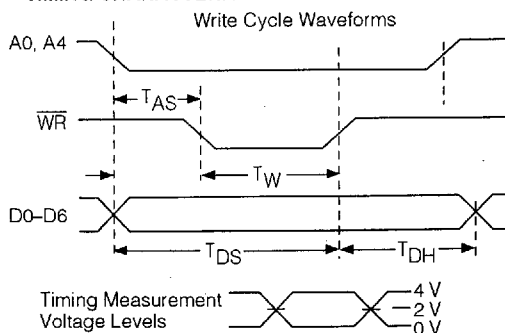 Write Cycle Waveforms
A0, A4
TAS
WR
TW
D0–D6
TDS
TDH
Timing Measurement
Voltage Levels
4 V
2 V
0 V